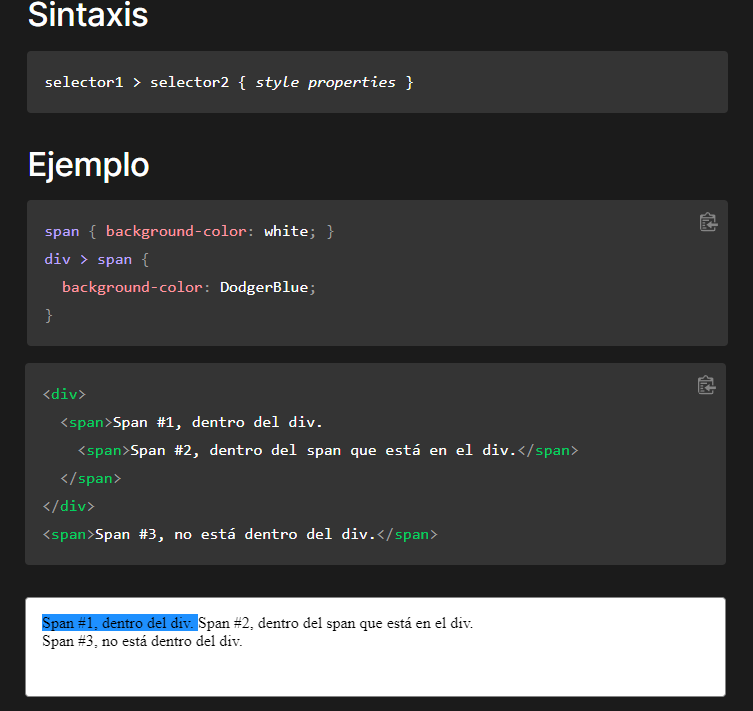 Sintaxis
selector1 > selector2 { style properties }
Ejemplo
span { background-color: white; }
div > span {
  background-color: DodgerBlue;
}
<div>
  <span>Span #1, dentro del div.
    <span>Span #2, dentro del span que está en el div.</span>
  </span>
</div>
<span>Span #3, no está dentro del div.</span>
Span #1, dentro del div. Span #2, dentro del span que está en el div.
Span #3, no está dentro del div.